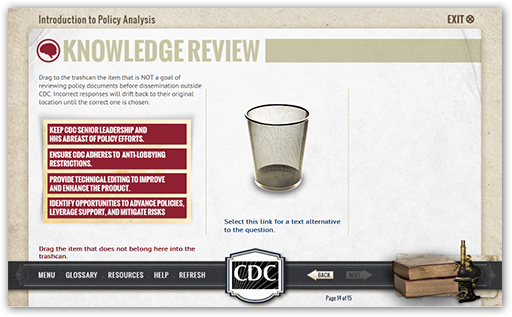 Introduction to Policy Analysis
EXIT
KNOWLEDGE REVIEW
Drag to the trashcan the item that is NOT a goal of
reviewing policy documents before dissemination outside
CDC. Incorrect responses will drift back to their original
location until the correct one is chosen.
KEEP CDC SENIOR LEADERSHIP AND
HHS ABREAST OF POLICY EFFORTS.
ENSURE CDC ADHERES TO ANTI-LOBBYING
RESTRICTIONS.
PROVIDE TECHNICAL EDITING TO IMPROVE
AND ENHANCE THE PRODUCT.
IDENTIFY OPPORTUNITIES TO ADVANCE POLICIES,
LEVERAGE SUPPORT, AND MITIGATE RISKS
Select this link for a text alternative
to the question.
Drag the item that does not belong here into the
trashcan.
MENU GLOSSARY RESOURCES HELP REFRESH
CDC
BACK
NEXT
Page 14 of 15